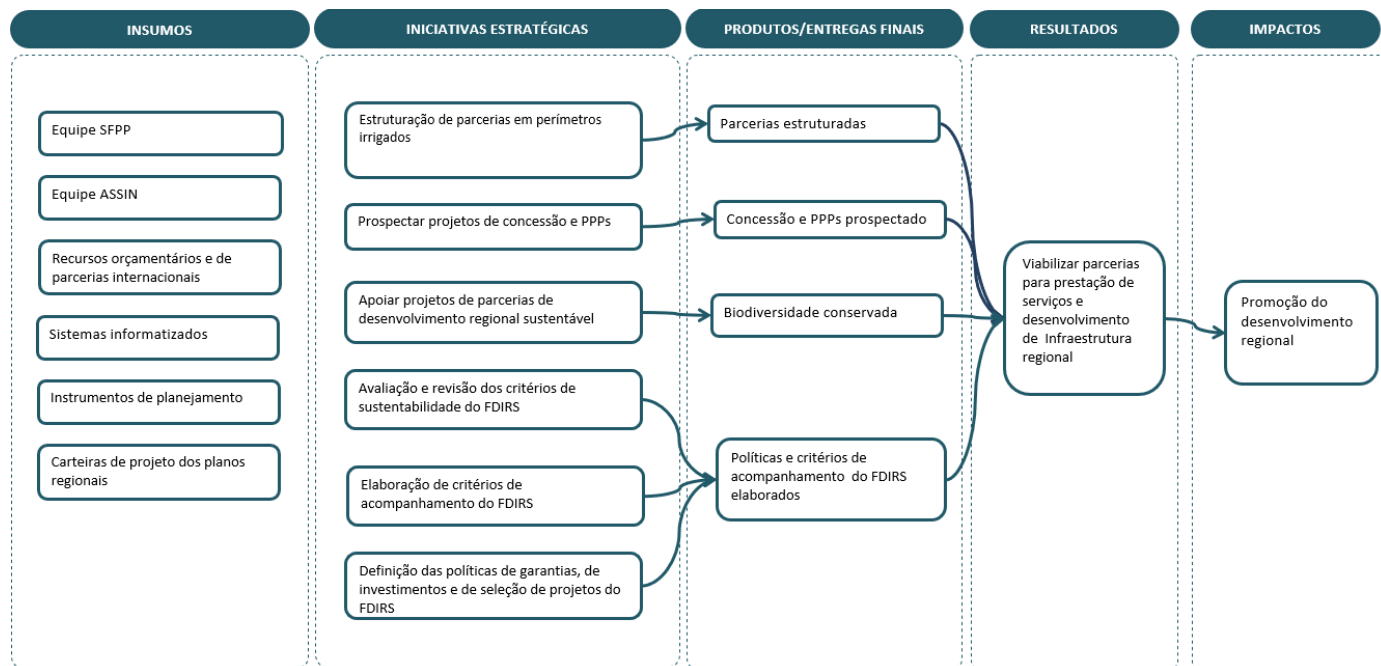 INSUMOS
INICIATIVAS ESTRATÉGICAS
PRODUTOS/ENTREGAS FINAIS
RESULTADOS
IMPACTOS
Equipe SFPP
Equipe ASSIN
Recursos orçamentários e de
parcerias internacionais
Sistemas informatizados
Instrumentos de planejamento
Carteiras de projeto dos planos
regionais
Estruturação de parcerias em perímetros
irrigados
Prospectar projetos de concessão e PPPs
Apoiar projetos de parcerias de
desenvolvimento regional sustentável
Avaliação e revisão dos critérios de
sustentabilidade do FDIRS
Elaboração de critérios de
acompanhamento do FDIRS
Definição das políticas de garantias, de
investimentos e de seleção de projetos do
FDIRS
Parcerias estruturadas
Concessão e PPPs prospectado
Biodiversidade conservada
Políticas e critérios de
acompanhamento do FDIRS
elaborados
Viabilizar parcerias
para prestação de
serviços e
desenvolvimento
de Infraestrutura
regional
Promoção do
desenvolvimento
regional